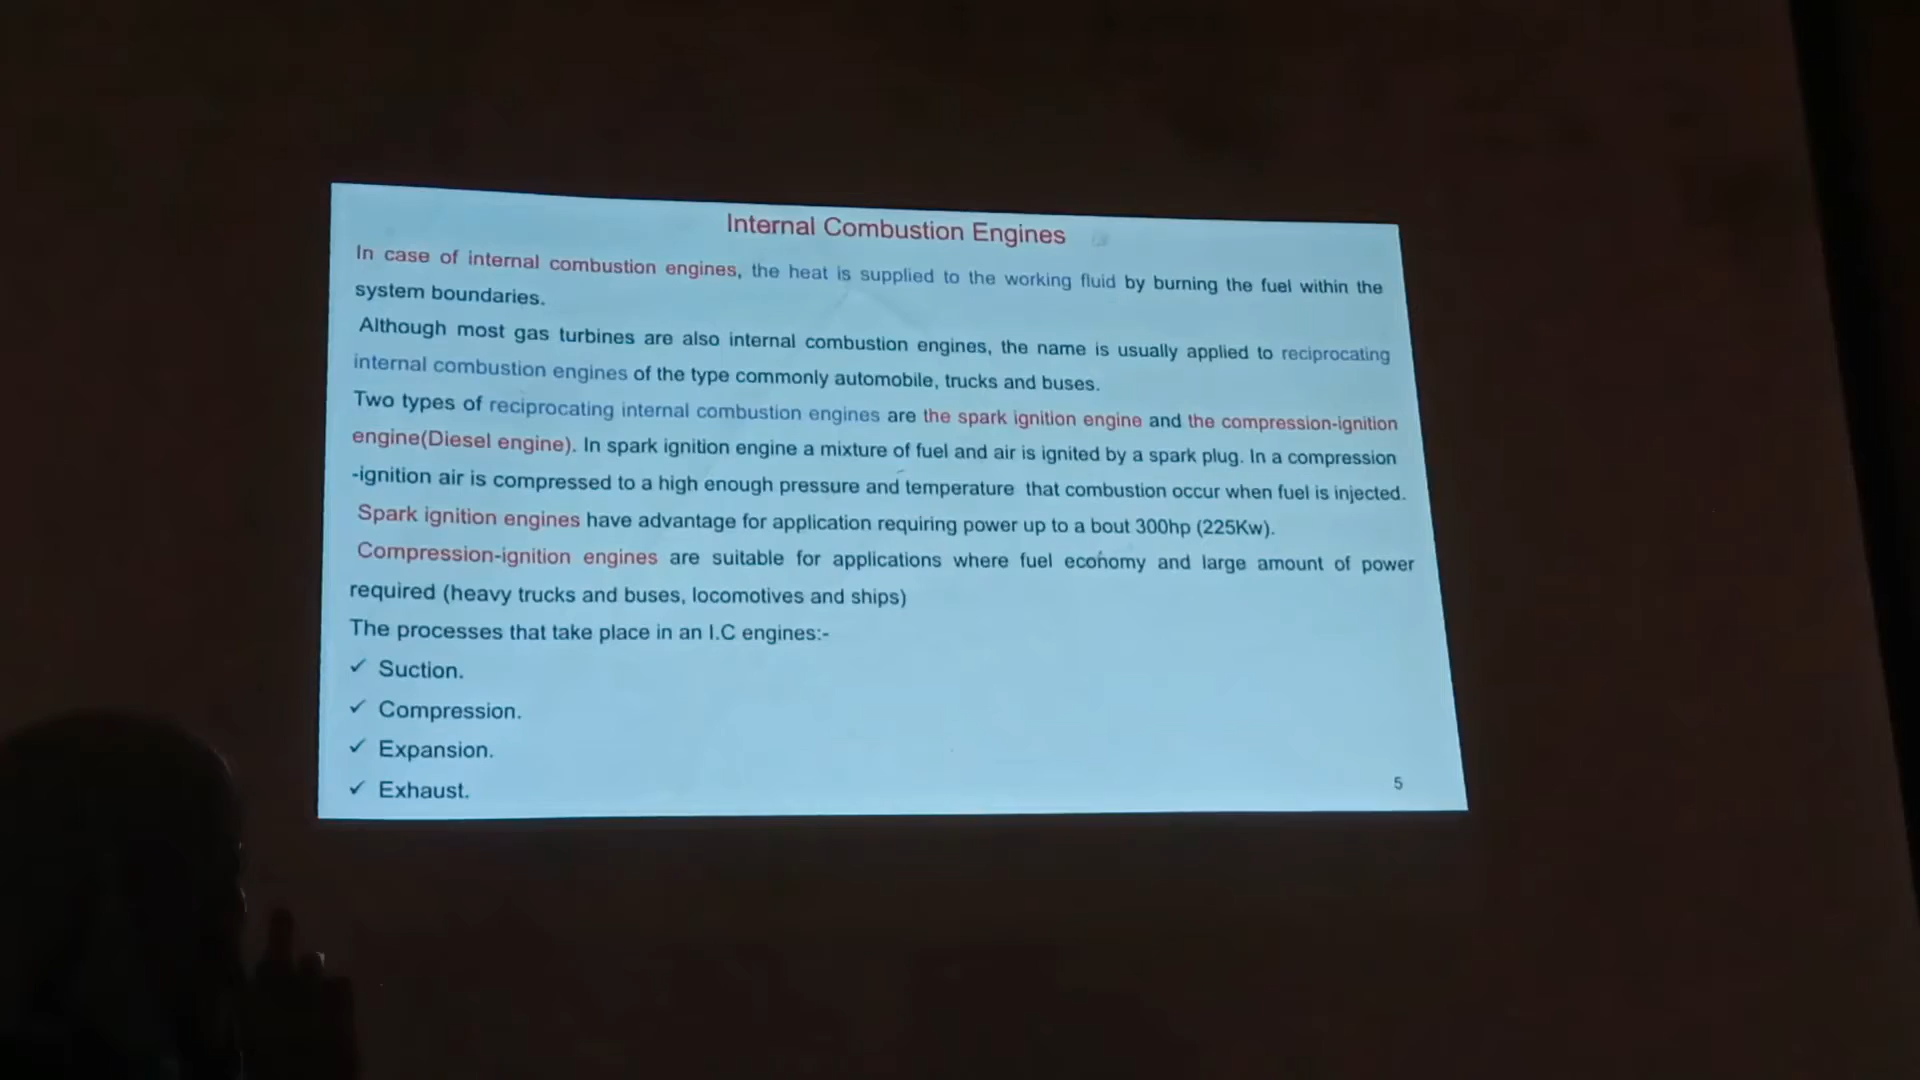 Internal Combustion Engines
In case of internal combustion engines, the heat is supplied to the working fluid by burning the fuel within the
system boundaries.
Although most gas turbines are also internal combustion engines, the name is usually applied to reciprocating
internal combustion engines of the type commonly automobile, trucks and buses.
Two types of reciprocating internal combustion engines are the spark ignition engine and the compression-ignition
engine(Diesel engine). In spark ignition engine a mixture of fuel and air is ignited by a spark plug. In a compression
-ignition air is compressed to a high enough pressure and temperature that combustion occur when fuel is injected.
Spark ignition engines have advantage for application requiring power up to a bout 300hp (225Kw).
Compression-ignition engines are suitable for applications where fuel economy and large amount of power
required (heavy trucks and buses, locomotives and ships)
The processes that take place in an I.C engines:-
✓ Suction.
✓ Compression.
✓ Expansion.
✓ Exhaust.
5